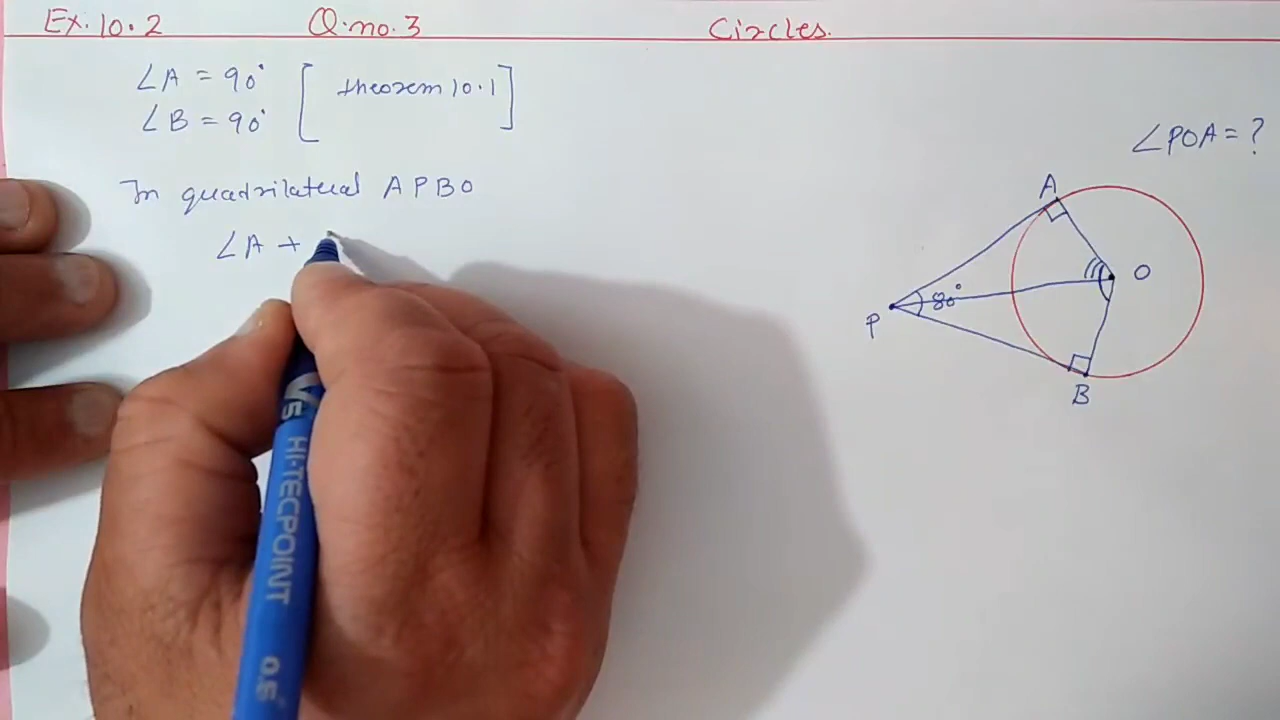 Ex. 10.2 Q.no.3 Circles.
∠A = 90°
∠B = 90° [theorem 10.1]
In quadrilateral APBO
∠A +
∠POA = ?
A
O
80°
P
B
V5
HI-TECPOINT
0.5